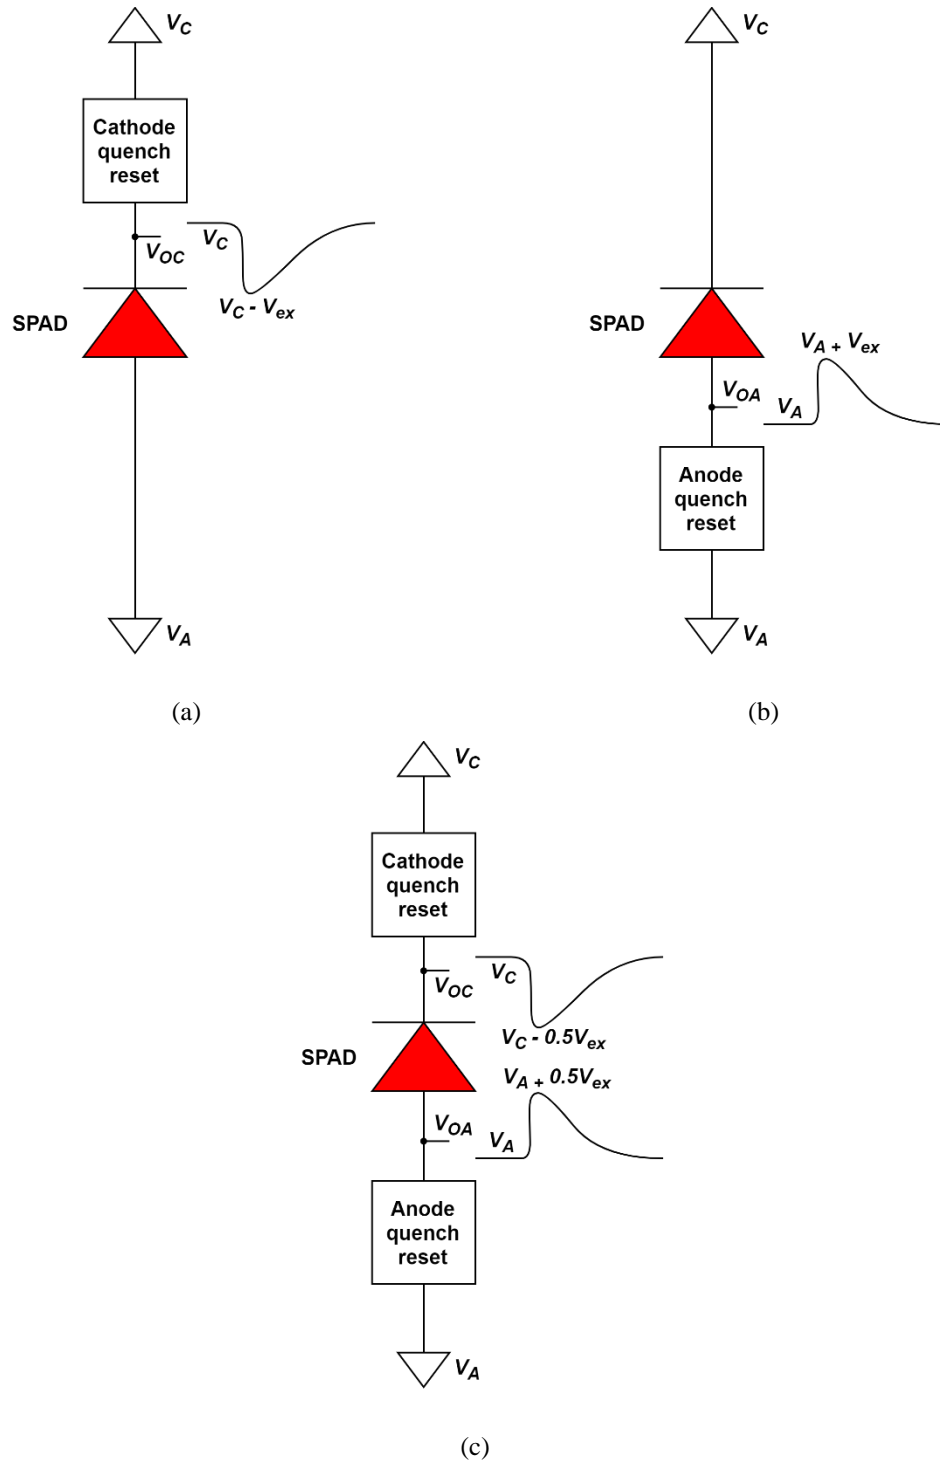 V_C
Cathode
quench
reset
V_OC
V_C
V_C - V_ex
SPAD
V_A
(a)
V_C
SPAD
V_A + V_ex
V_OA
V_A
Anode
quench
reset
V_A
(b)
V_C
Cathode
quench
reset
V_OC
V_C
V_C - 0.5V_ex
SPAD
V_A + 0.5V_ex
V_OA
V_A
Anode
quench
reset
V_A
(c)